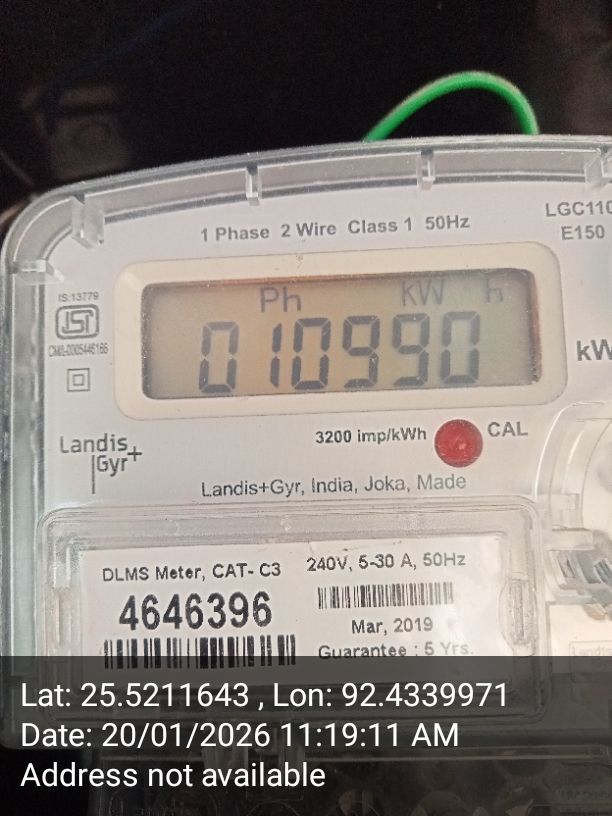 LGC110
E150
1 Phase 2 Wire Class 1 50Hz
IS:13779
ISI
Ph kW h
010990
kW
3200 imp/kWh
CAL
Landis+
Gyr+
Landis+Gyr, India, Joka, Made
DLMS Meter, CAT- C3
240V, 5-30 A, 50Hz
4646396
Mar, 2019
Guarantee : 5 Yrs.
Lat: 25.5211643 , Lon: 92.4339971
Date: 20/01/2026 11:19:11 AM
Address not available